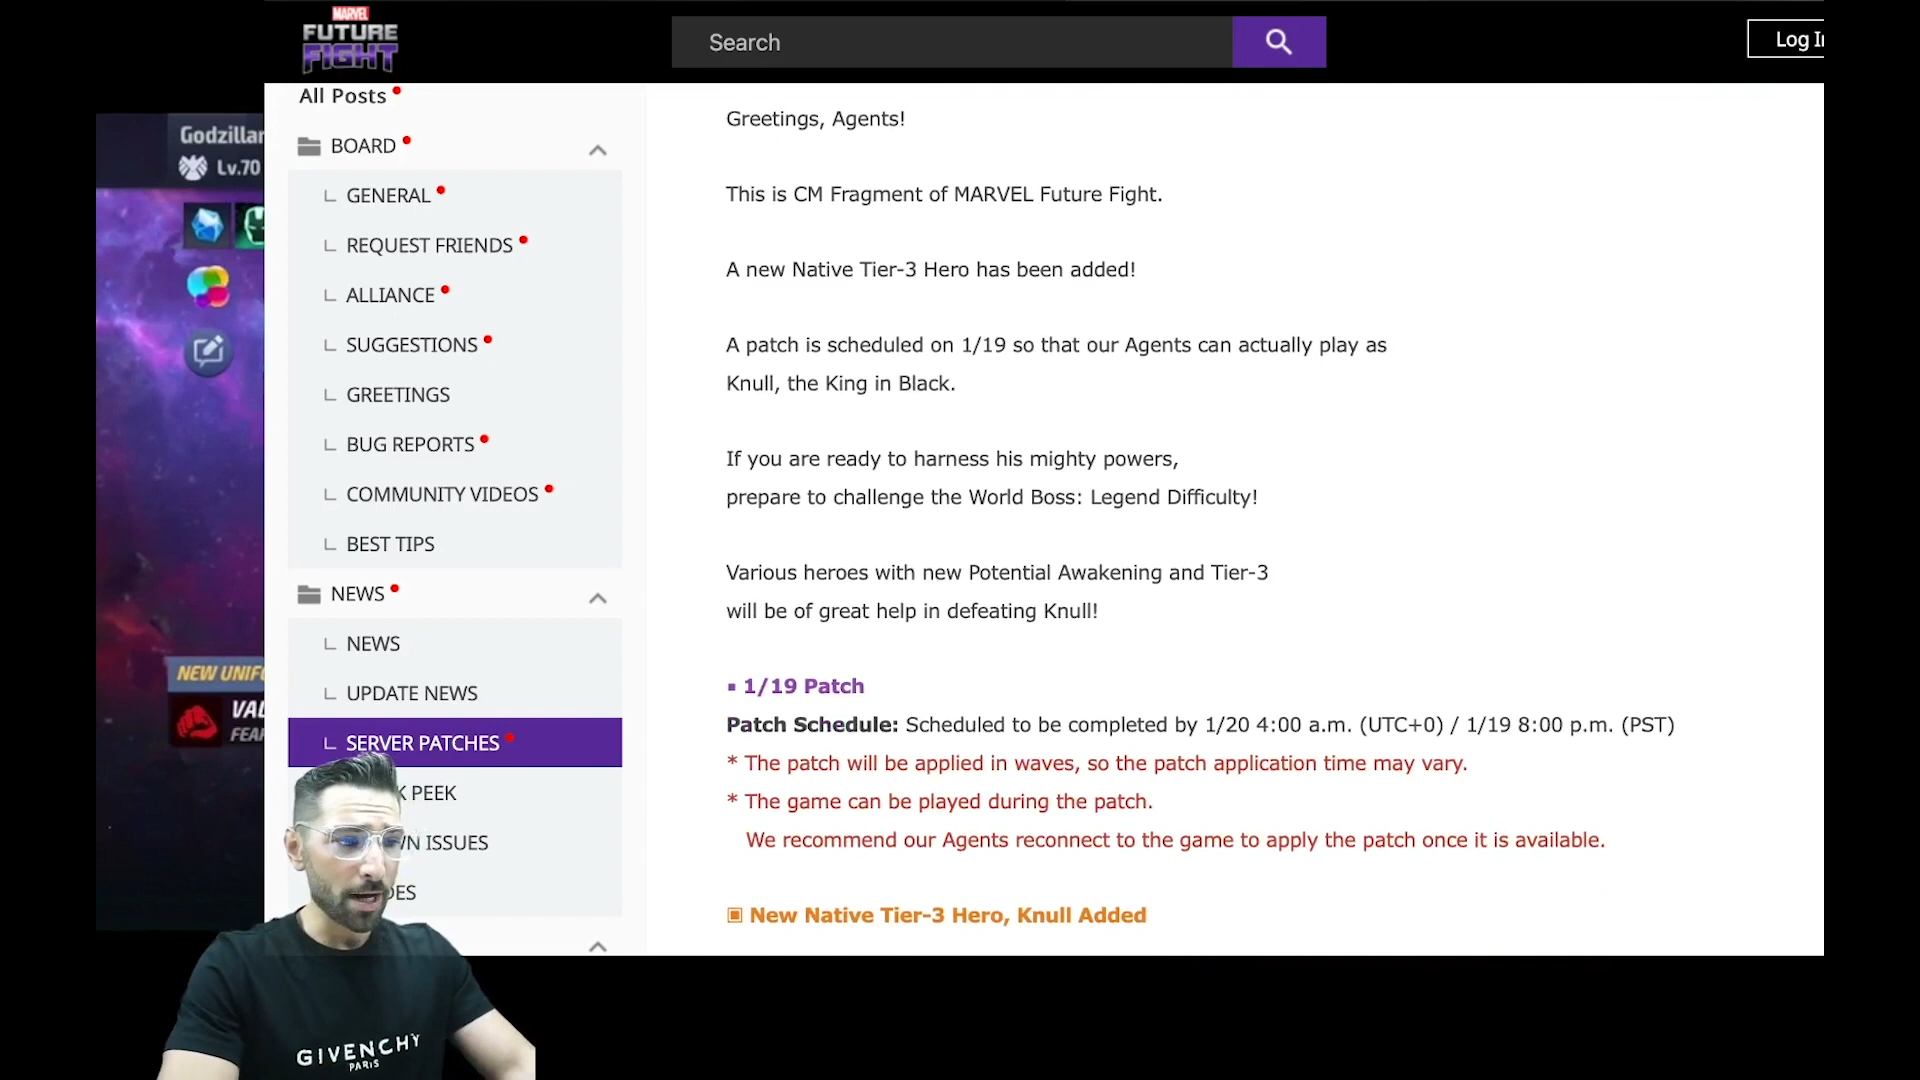 MARVEL
FUTURE
FIGHT
Search
Log
All Posts
BOARD
GENERAL
REQUEST FRIENDS
ALLIANCE
SUGGESTIONS
GREETINGS
BUG REPORTS
COMMUNITY VIDEOS
BEST TIPS
NEWS
NEWS
UPDATE NEWS
SERVER PATCHES
PEEK
ISSUES
Lv.70
NEW
Greetings, Agents!
This is CM Fragment of MARVEL Future Fight.
A new Native Tier-3 Hero has been added!
A patch is scheduled on 1/19 so that our Agents can actually play as
Knull, the King in Black.
If you are ready to harness his mighty powers,
prepare to challenge the World Boss: Legend Difficulty!
Various heroes with new Potential Awakening and Tier-3
will be of great help in defeating Knull!
▪ 1/19 Patch
Patch Schedule: Scheduled to be completed by 1/20 4:00 a.m. (UTC+0) / 1/19 8:00 p.m. (PST)
* The patch will be applied in waves, so the patch application time may vary.
* The game can be played during the patch.
We recommend our Agents reconnect to the game to apply the patch once it is available.
▣ New Native Tier-3 Hero, Knull Added
GIVENCHY
PARIS